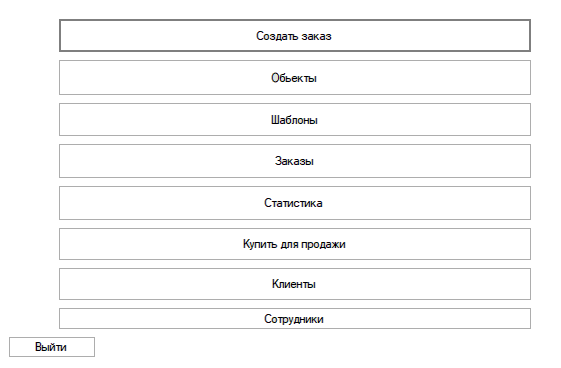 Создать заказ
Обьекты
Шаблоны
Заказы
Статистика
Купить для продажи
Клиенты
Сотрудники
Выйти